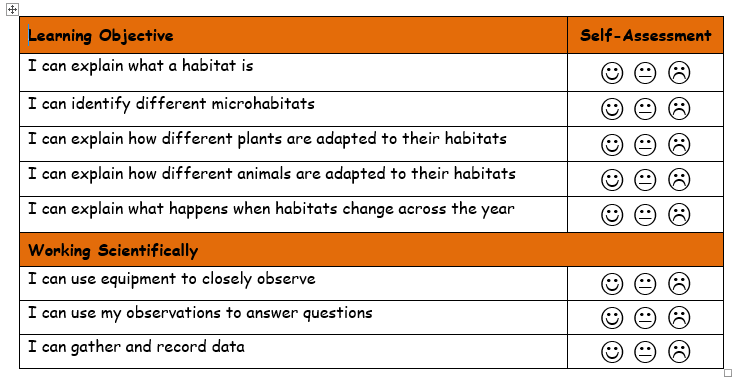 Learning Objective Self-Assessment
I can explain what a habitat is
I can identify different microhabitats
I can explain how different plants are adapted to their habitats
I can explain how different animals are adapted to their habitats
I can explain what happens when habitats change across the year
Working Scientifically
I can use equipment to closely observe
I can use my observations to answer questions
I can gather and record data